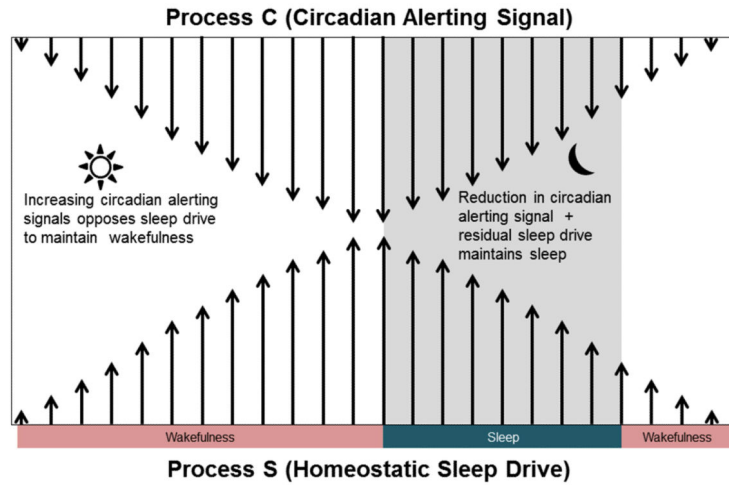 Process C (Circadian Alerting Signal)
Increasing circadian alerting
signals opposes sleep drive
to maintain wakefulness
Reduction in circadian
alerting signal +
residual sleep drive
maintains sleep
Wakefulness
Sleep
Wakefulness
Process S (Homeostatic Sleep Drive)